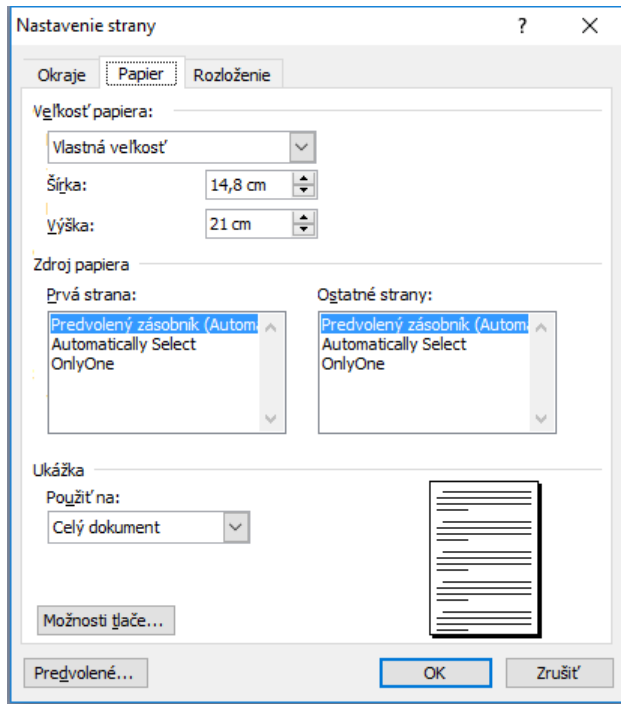 Nastavenie strany ?
Okraje Papier Rozloženie
Veľkosť papiera:
Vlastná veľkosť
Šírka: 14,8 cm
Výška: 21 cm
Zdroj papiera
Prvá strana: Ostatné strany:
Predvolený zásobník (Automa Predvolený zásobník (Autom
Automatically Select Automatically Select
OnlyOne OnlyOne
Ukážka
Použiť na:
Celý dokument
Možnosti tlače...
Predvolené... OK Zrušiť